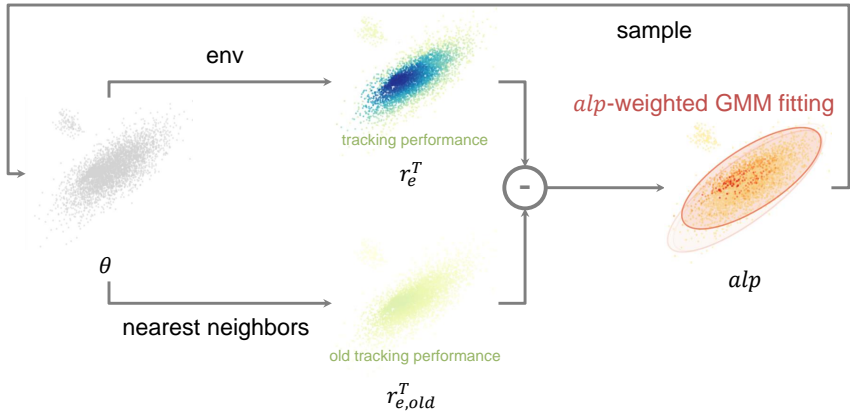 env
sample
alp-weighted GMM fitting
tracking performance
r_e^T
-
θ
alp
nearest neighbors
old tracking performance
r_{e,old}^T